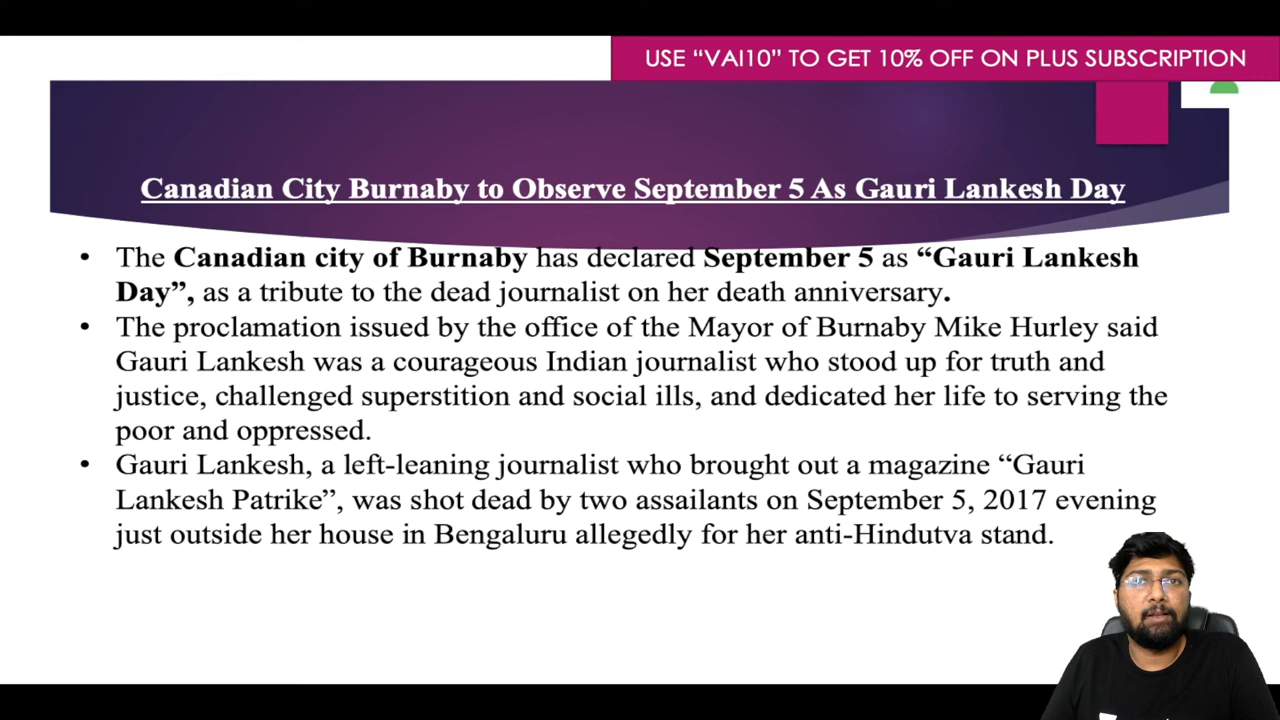 USE “VAI10” TO GET 10% OFF ON PLUS SUBSCRIPTION
Canadian City Burnaby to Observe September 5 As Gauri Lankesh Day
• The Canadian city of Burnaby has declared September 5 as “Gauri Lankesh
Day”, as a tribute to the dead journalist on her death anniversary.
• The proclamation issued by the office of the Mayor of Burnaby Mike Hurley said
Gauri Lankesh was a courageous Indian journalist who stood up for truth and
justice, challenged superstition and social ills, and dedicated her life to serving the
poor and oppressed.
• Gauri Lankesh, a left-leaning journalist who brought out a magazine “Gauri
Lankesh Patrike”, was shot dead by two assailants on September 5, 2017 evening
just outside her house in Bengaluru allegedly for her anti-Hindutva stand.